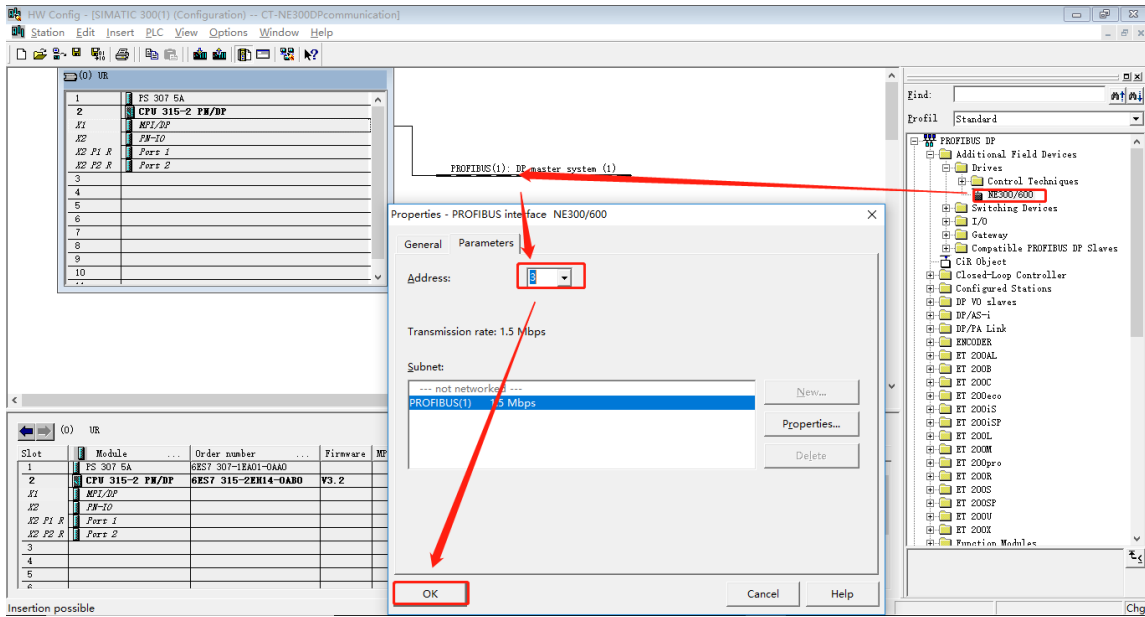 HW Config - [SIMATIC 300(1) (Configuration) -- CT-NE300DPcommunication]
Station Edit Insert PLC View Options Window Help
(0) UR
1 PS 307 5A
2 CPU 315-2 PN/DP
X1 MPI/DP
X2 PN-IO
X2 P1 R Port 1
X2 P2 R Port 2
3
4
5
6
7
8
9
10
PROFIBUS(1): DP master system (1)
Properties - PROFIBUS interface NE300/600
General Parameters
Address: 3
Transmission rate: 1.5 Mbps
Subnet:
--- not networked ---
PROFIBUS(1) 1.5 Mbps
New...
Properties...
Delete
OK Cancel Help
Find:
Profil Standard
PROFIBUS DP
Additional Field Devices
Drives
Control Techniques
NE300/600
Switching Devices
I/O
Gateway
Compatible PROFIBUS DP Slaves
CiR Object
Closed-Loop Controller
Configured Stations
DP V0 slaves
DP/AS-i
DP/PA Link
ENCODER
ET 200AL
ET 200B
ET 200C
ET 200eco
ET 200iS
ET 200iSP
ET 200L
ET 200M
ET 200pro
ET 200R
ET 200S
ET 200SP
ET 200U
ET 200X
Function Modules
(0) UR
Slot Module ... Order number ... Firmware MP
1 PS 307 5A 6ES7 307-1EA01-0AA0
2 CPU 315-2 PN/DP 6ES7 315-2EH14-0AB0 V3.2
X1 MPI/DP
X2 PN-IO
X2 P1 R Port 1
X2 P2 R Port 2
3
4
5
6
Insertion possible
Chg